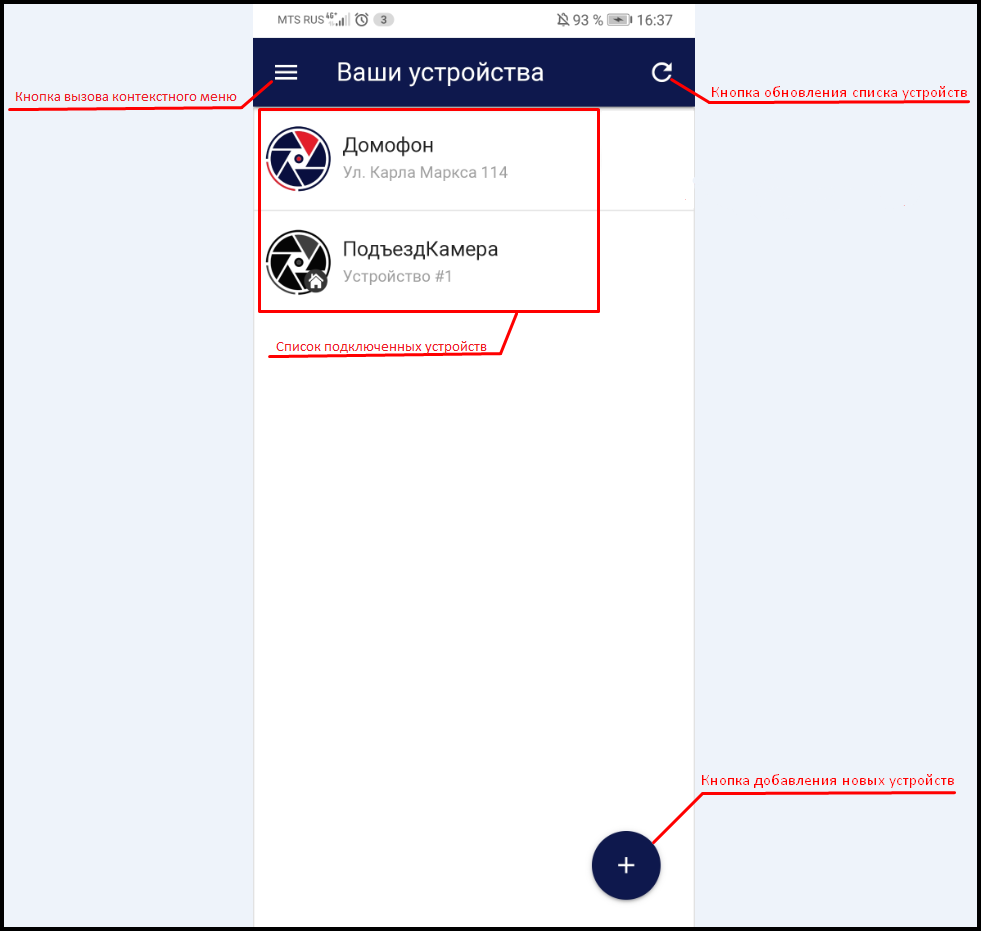 MTS RUS 4G+ 3 93 % 16:37
Ваши устройства
Кнопка вызова контекстного меню
Кнопка обновления списка устройств
Домофон
Ул. Карла Маркса 114
ПодъездКамера
Устройство #1
Список подключенных устройств
Кнопка добавления новых устройств
+